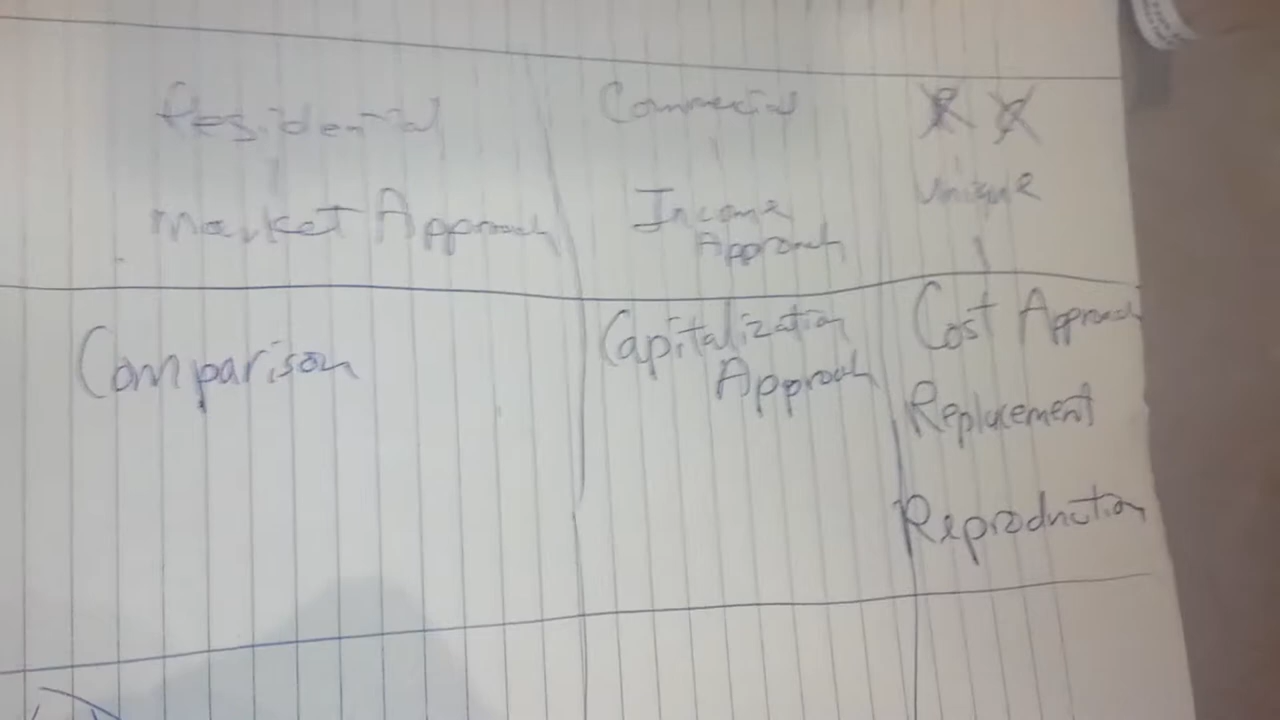 Residential
Market Approach
Comparison
Commercial
Income
Approach
Capitalization
Approach
Unique
Cost Approach
Replacement
Reproduction